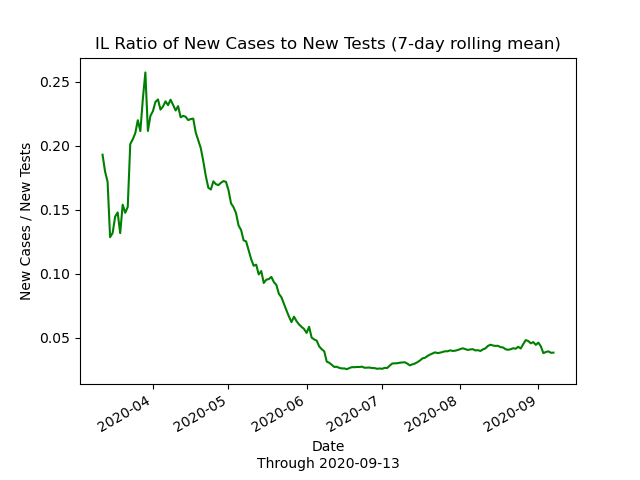 IL Ratio of New Cases to New Tests (7-day rolling mean)
New Cases / New Tests
0.25
0.20
0.15
0.10
0.05
2020-04
2020-05
2020-06
2020-07
2020-08
2020-09
Date
Through 2020-09-13